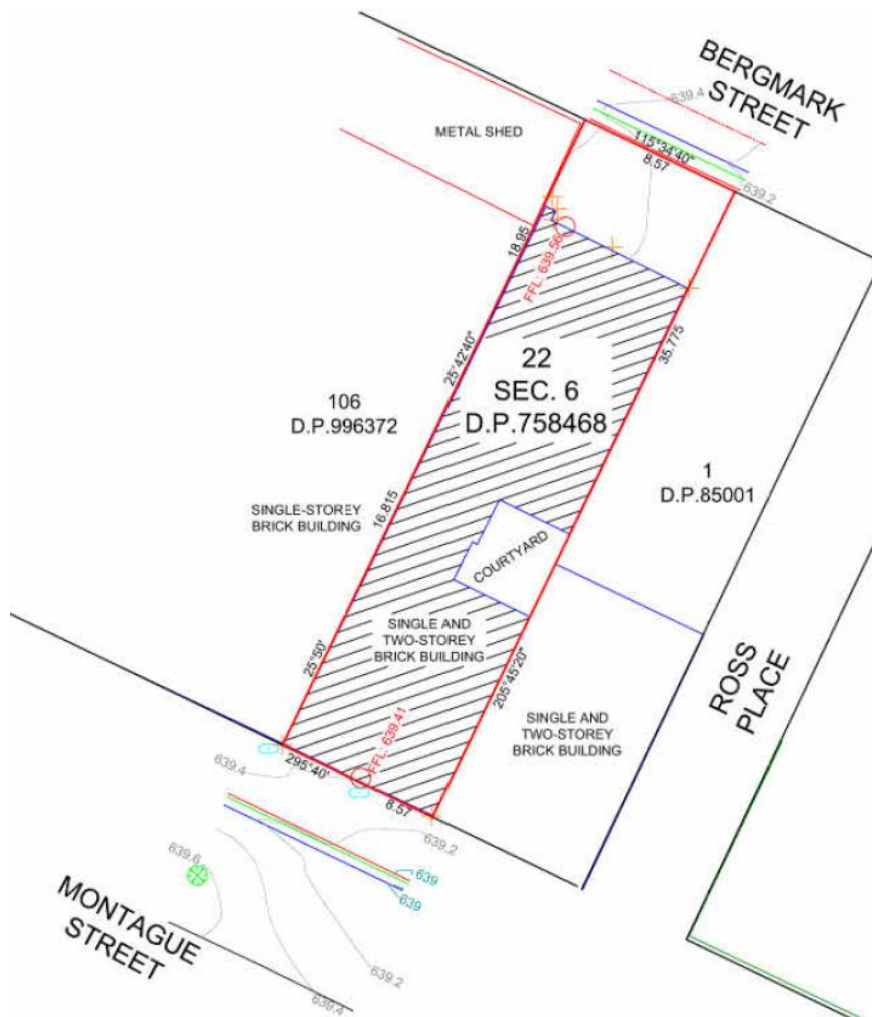 BERGMARK
STREET
639.4
METAL SHED
115°34'40"
8.57
639.2
18.95
FFL: 639.56
25°42'40"
35.775
22
SEC. 6
D.P.758468
106
D.P.996372
1
D.P.85001
SINGLE-STOREY
BRICK BUILDING
16.815
COURTYARD
SINGLE AND
TWO-STOREY
BRICK BUILDING
25°50'
205°45'20"
ROSS
PLACE
SINGLE AND
TWO-STOREY
BRICK BUILDING
FFL: 639.41
639.4
295°40'
8.57
639.2
639.6
639
639
MONTAGUE
STREET
639.2
639.4